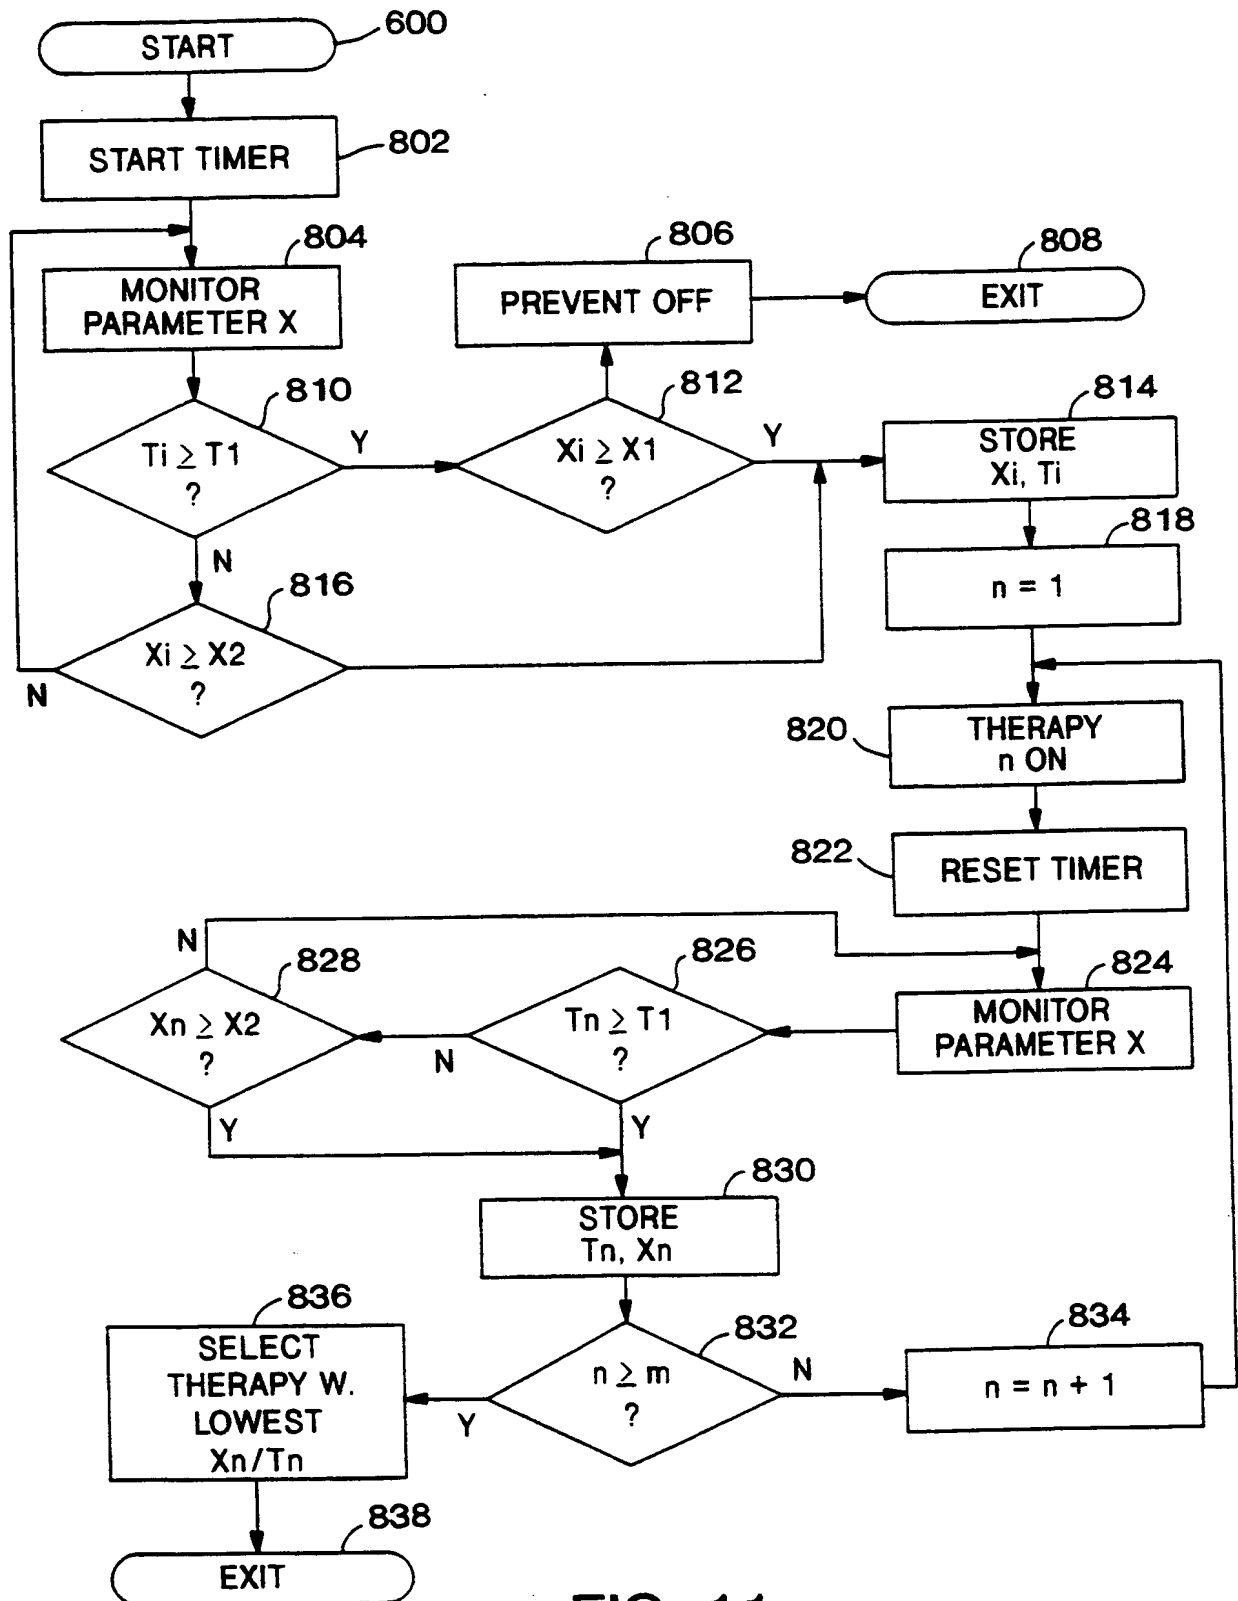 START
600
START TIMER
802
804
MONITOR
PARAMETER X
806
PREVENT OFF
808
EXIT
810
Ti ≥ T1
?
Y
N
812
Xi ≥ X1
?
Y
814
STORE
Xi, Ti
816
Xi ≥ X2
?
N
818
n = 1
820
THERAPY
n ON
822
RESET TIMER
824
MONITOR
PARAMETER X
826
Tn ≥ T1
?
N
Y
828
Xn ≥ X2
?
N
Y
830
STORE
Tn, Xn
832
n ≥ m
?
N
Y
834
n = n + 1
836
SELECT
THERAPY W.
LOWEST
Xn/Tn
838
EXIT
FIG. 11